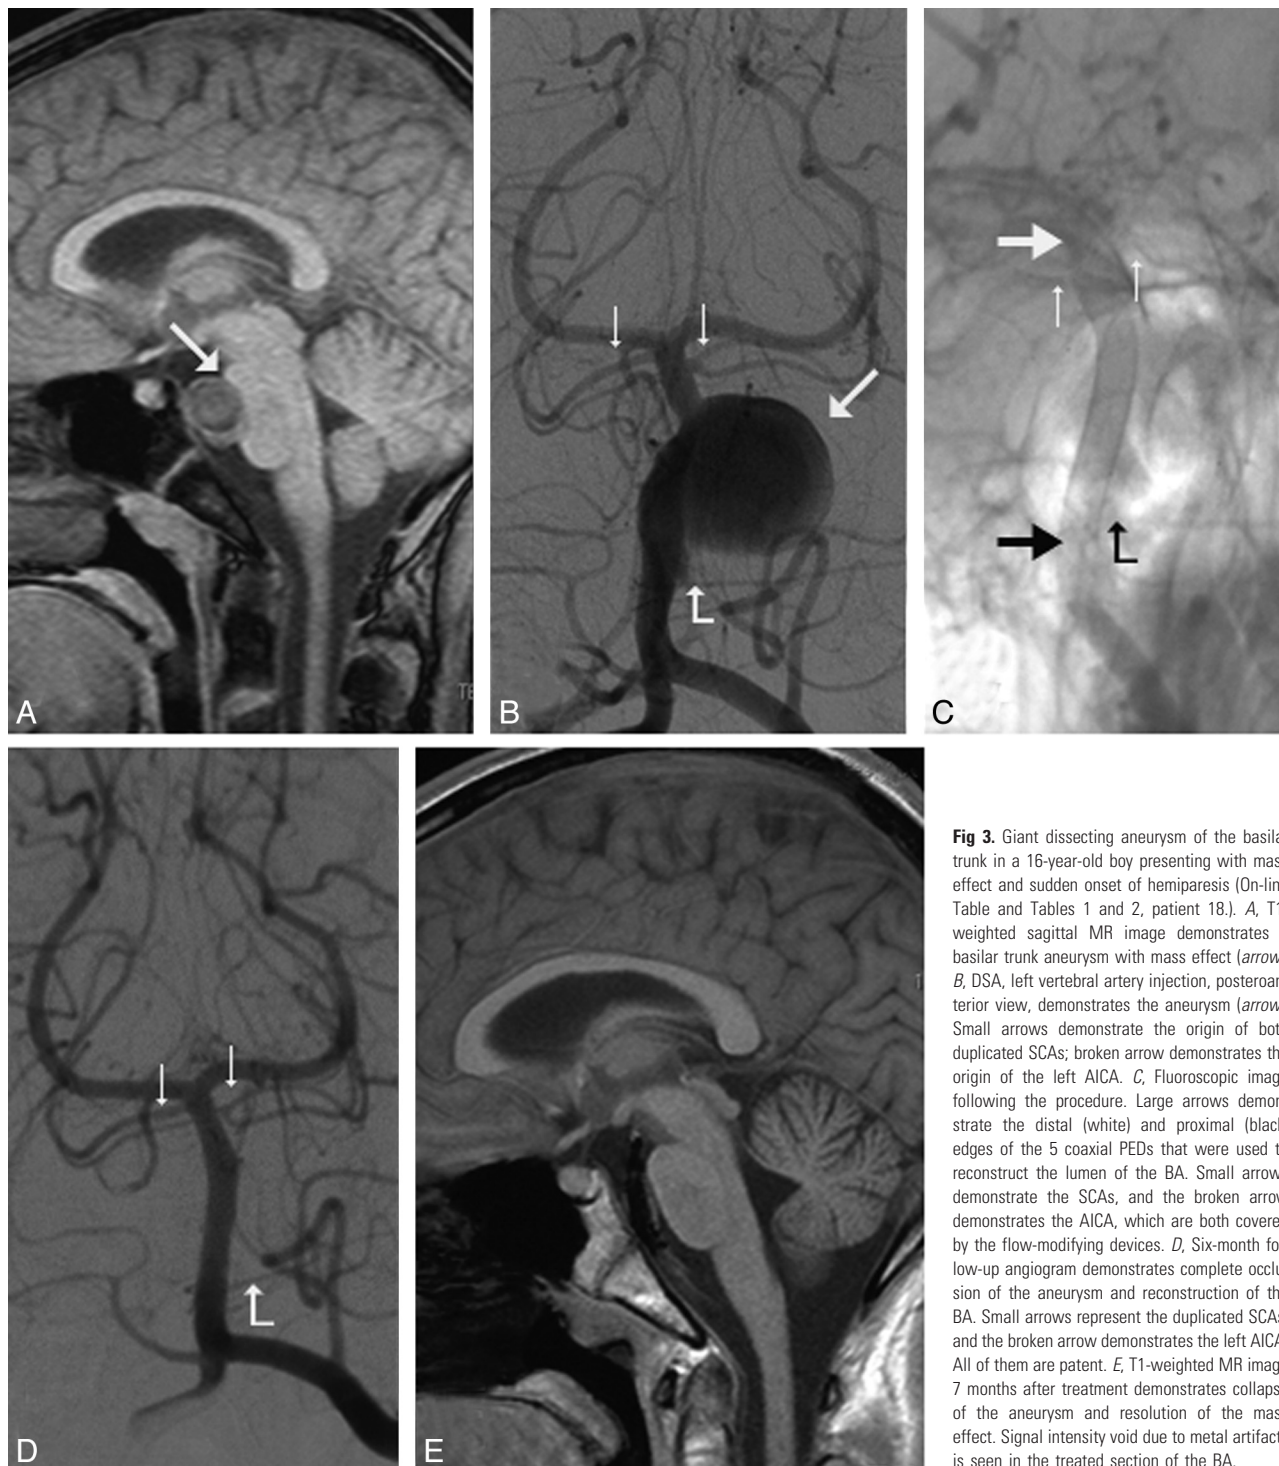 A
TE
B
C
D
E
Fig 3. Giant dissecting aneurysm of the basila
trunk in a 16-year-old boy presenting with mas
effect and sudden onset of hemiparesis (On-lin
Table and Tables 1 and 2, patient 18.). A, T1
weighted sagittal MR image demonstrates
basilar trunk aneurysm with mass effect (arrow
B, DSA, left vertebral artery injection, posteroan
terior view, demonstrates the aneurysm (arrow
Small arrows demonstrate the origin of bot
duplicated SCAs; broken arrow demonstrates th
origin of the left AICA. C, Fluoroscopic imag
following the procedure. Large arrows demon
strate the distal (white) and proximal (black
edges of the 5 coaxial PEDs that were used t
reconstruct the lumen of the BA. Small arrow
demonstrate the SCAs, and the broken arrow
demonstrates the AICA, which are both covere
by the flow-modifying devices. D, Six-month fol
low-up angiogram demonstrates complete occlu
sion of the aneurysm and reconstruction of th
BA. Small arrows represent the duplicated SCAs
and the broken arrow demonstrates the left AICA
All of them are patent. E, T1-weighted MR imag
7 months after treatment demonstrates collaps
of the aneurysm and resolution of the mas
effect. Signal intensity void due to metal artifact
is seen in the treated section of the BA.